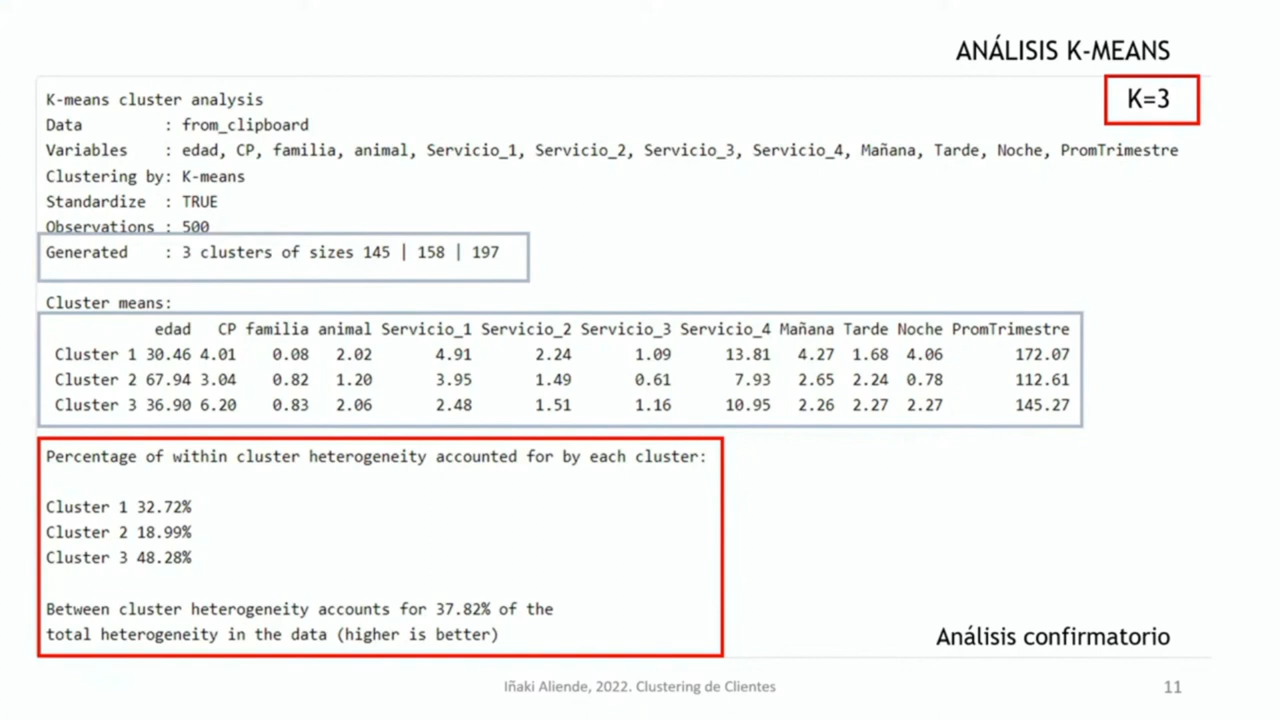 ANÁLISIS K-MEANS
K=3
K-means cluster analysis
Data : from_clipboard
Variables : edad, CP, familia, animal, Servicio_1, Servicio_2, Servicio_3, Servicio_4, Mañana, Tarde, Noche, PromTrimestre
Clustering by: K-means
Standardize : TRUE
Observations : 500
Generated : 3 clusters of sizes 145 | 158 | 197
Cluster means:
edad CP familia animal Servicio_1 Servicio_2 Servicio_3 Servicio_4 Mañana Tarde Noche PromTrimestre
Cluster 1 30.46 4.01 0.08 2.02 4.91 2.24 1.09 13.81 4.27 1.68 4.06 172.07
Cluster 2 67.94 3.04 0.82 1.20 3.95 1.49 0.61 7.93 2.65 2.24 0.78 112.61
Cluster 3 36.90 6.20 0.83 2.06 2.48 1.51 1.16 10.95 2.26 2.27 2.27 145.27
Percentage of within cluster heterogeneity accounted for by each cluster:
Cluster 1 32.72%
Cluster 2 18.99%
Cluster 3 48.28%
Between cluster heterogeneity accounts for 37.82% of the
total heterogeneity in the data (higher is better)
Análisis confirmatorio
Iñaki Aliende, 2022. Clustering de Clientes
11